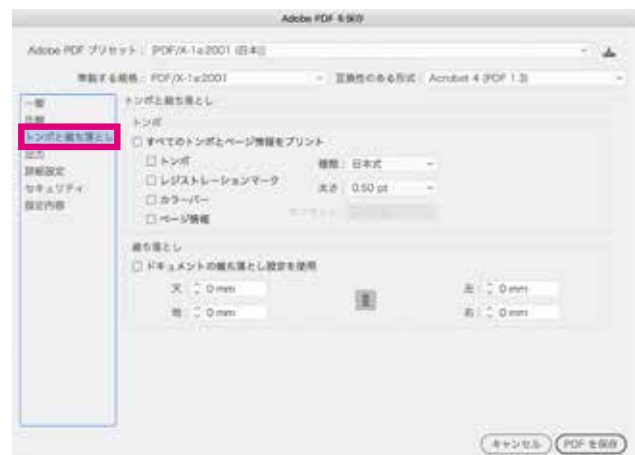 Adobe PDF を保存
Adobe PDF プリセット： [PDF/X-1a:2001 (日本)]
準拠する規格： PDF/X-1a:2001 互換性のある形式： Acrobat 4 (PDF 1.3)
一般
圧縮
トンボと裁ち落とし
出力
詳細設定
セキュリティ
設定内容
トンボと裁ち落とし
トンボ
すべてのトンボとページ情報をプリント
トンボ 種類： 日本式
レジストレーションマーク 太さ： 0.50 pt
カラーバー
ページ情報
裁ち落とし
ドキュメントの裁ち落とし設定を使用
天： 0 mm 左： 0 mm
地： 0 mm 右： 0 mm
キャンセル PDF を保存